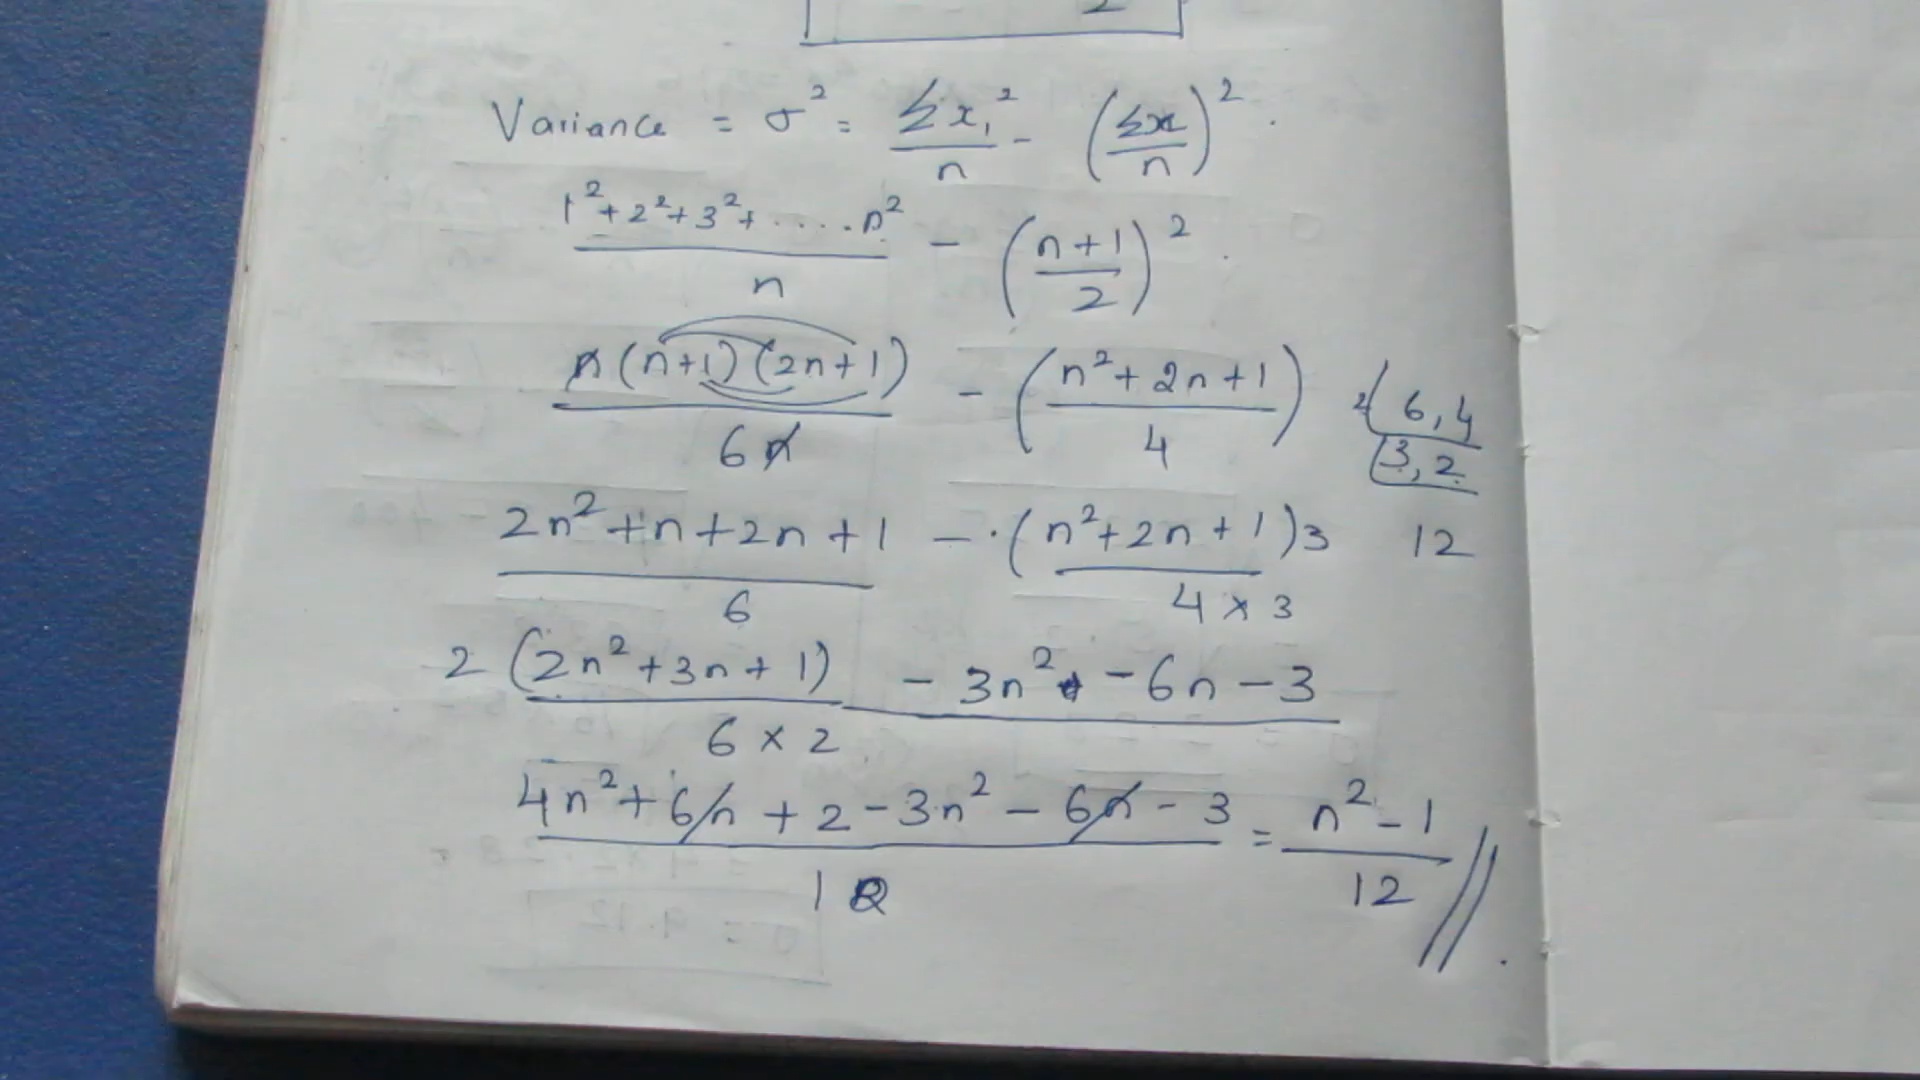 2
Variance = σ² = Σx₁²/n - (Σx/n)².
1²+2²+3²+.....n²/n - (n+1/2)².
n(n+1)(2n+1)/6n - (n²+2n+1/4) 2 6,4
3,2
2n²+n+2n+1/6 -·(n²+2n+1)3/4×3 12
2(2n²+3n+1)/6×2 -3n² -6n-3
4n²+6n+2-3n²-6n-3/12 = n²-1/12 //.